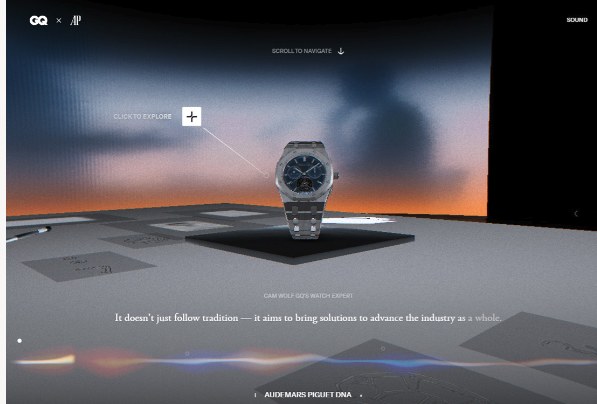 GQ × AP
SOUND
SCROLL TO NAVIGATE
CLICK TO EXPLORE
CAM WOLF GQ'S WATCH EXPERT
It doesn't just follow tradition — it aims to bring solutions to advance the industry as a whole.
AUDEMARS PIGUET DNA